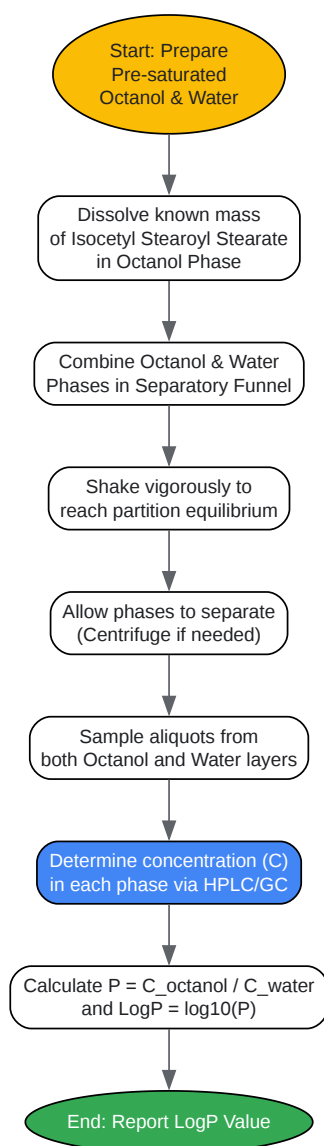 Start: Prepare
Pre-saturated
Octanol & Water
Dissolve known mass
of Isocetyl Stearoyl Stearate
in Octanol Phase
Combine Octanol & Water
Phases in Separatory Funnel
Shake vigorously to
reach partition equilibrium
Allow phases to separate
(Centrifuge if needed)
Sample aliquots from
both Octanol and Water layers
Determine concentration (C)
in each phase via HPLC/GC
Calculate P = C_octanol / C_water
and LogP = log10(P)
End: Report LogP Value